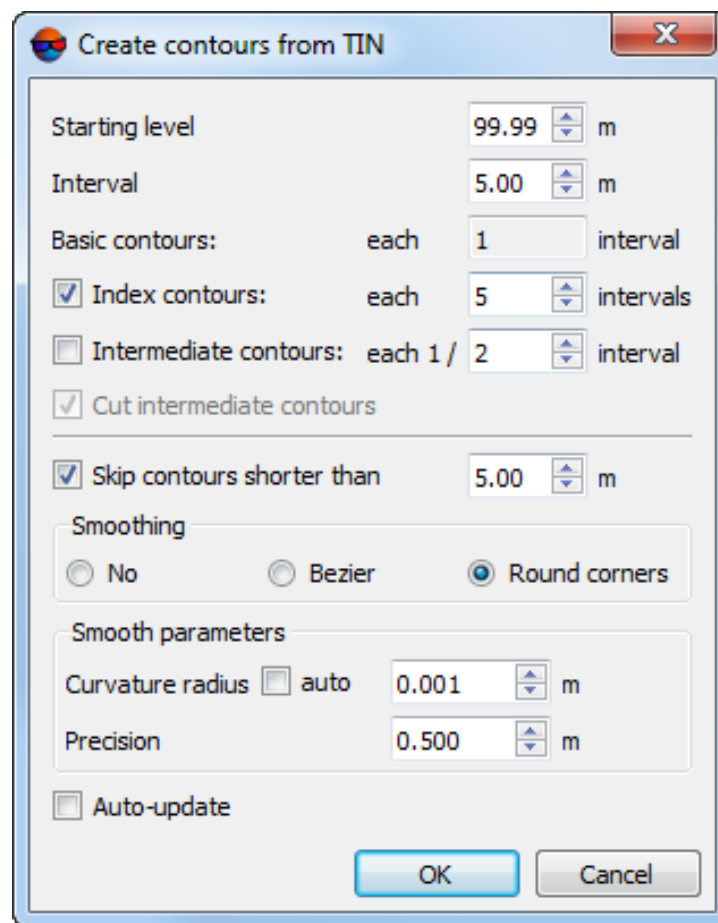 Create contours from TIN
Starting level 99.99 m
Interval 5.00 m
Basic contours: each 1 interval
Index contours: each 5 intervals
Intermediate contours: each 1 / 2 interval
Cut intermediate contours
Skip contours shorter than 5.00 m
Smoothing
No Bezier Round corners
Smooth parameters
Curvature radius auto 0.001 m
Precision 0.500 m
Auto-update
OK Cancel